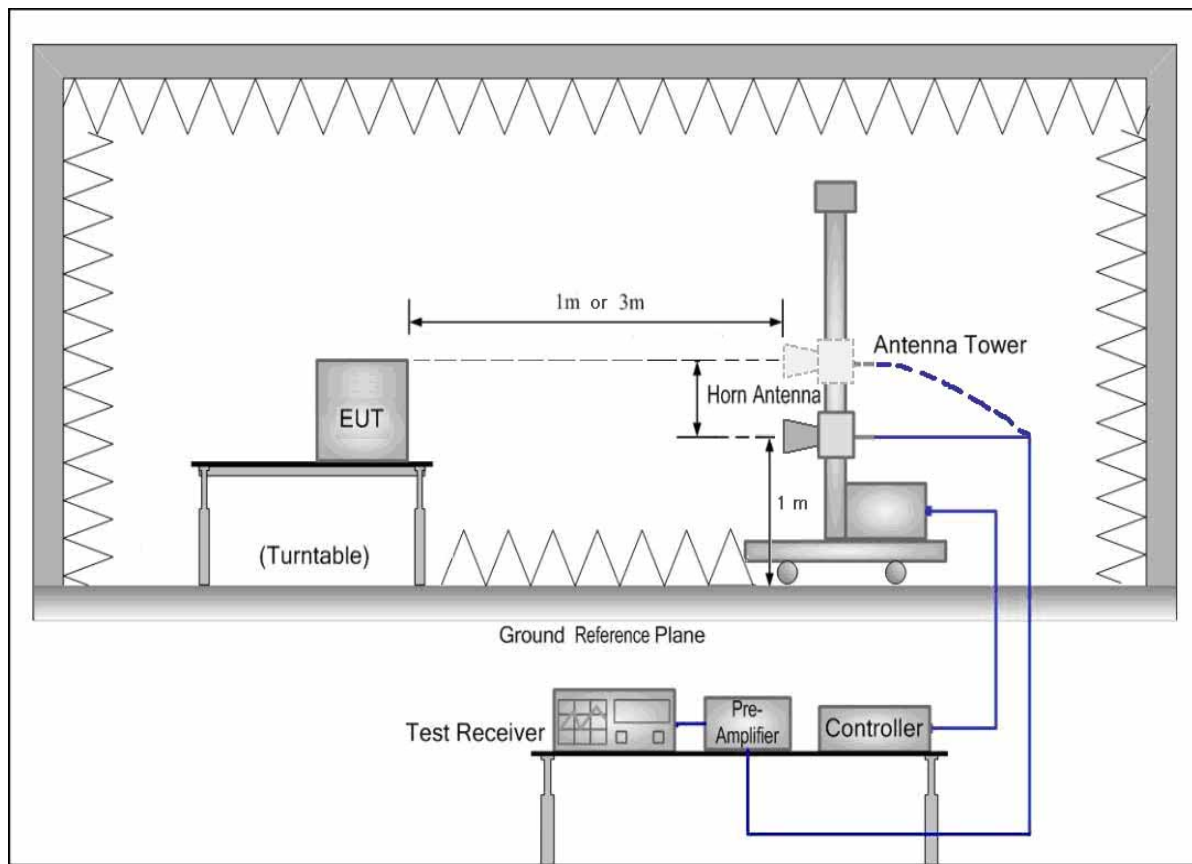 1m or 3m
Antenna Tower
Horn Antenna
EUT
1 m
(Turntable)
Ground Reference Plane
Test Receiver
Pre-
Amplifier
Controller